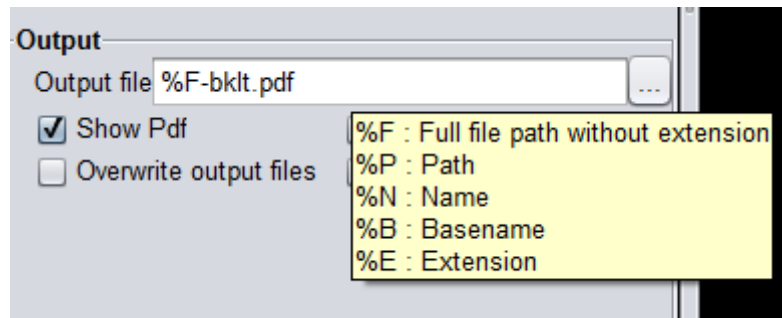 Output
Output file %F-bklt.pdf ...
Show Pdf
Overwrite output files
%F : Full file path without extension
%P : Path
%N : Name
%B : Basename
%E : Extension